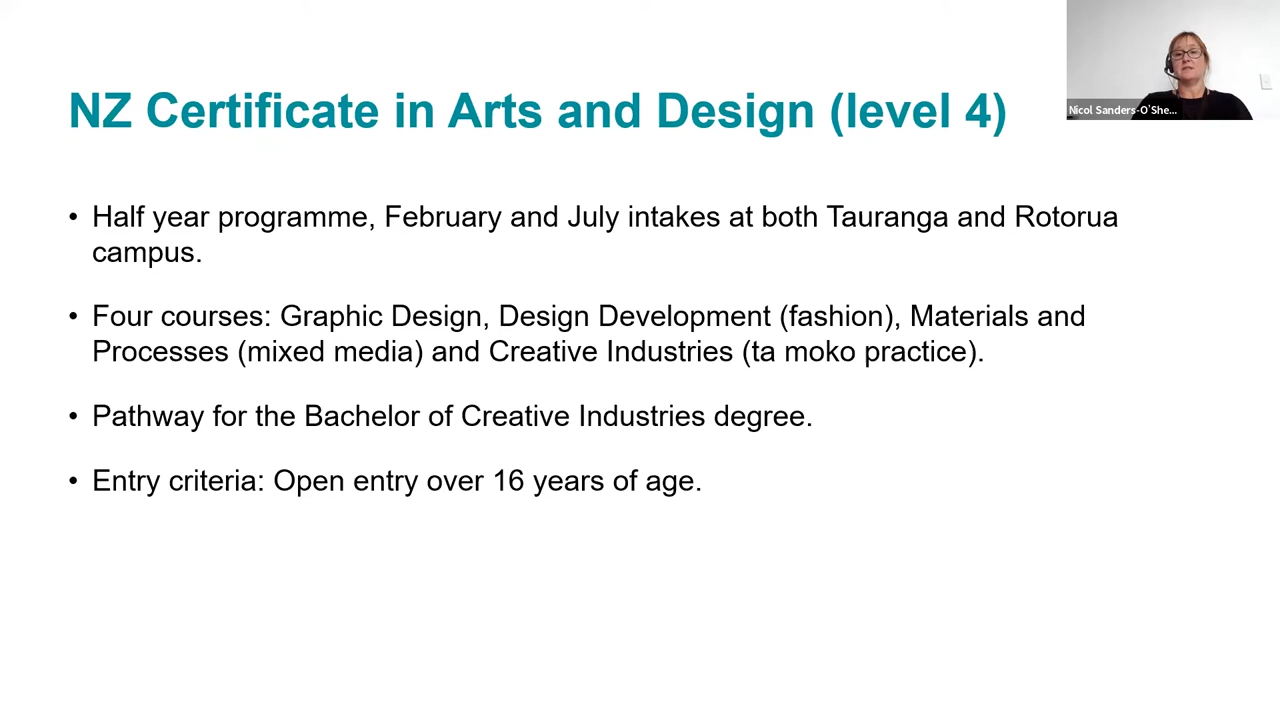 NZ Certificate in Arts and Design (level 4)
Nicol Sanders-O'She...
• Half year programme, February and July intakes at both Tauranga and Rotorua
campus.
• Four courses: Graphic Design, Design Development (fashion), Materials and
Processes (mixed media) and Creative Industries (ta moko practice).
• Pathway for the Bachelor of Creative Industries degree.
• Entry criteria: Open entry over 16 years of age.